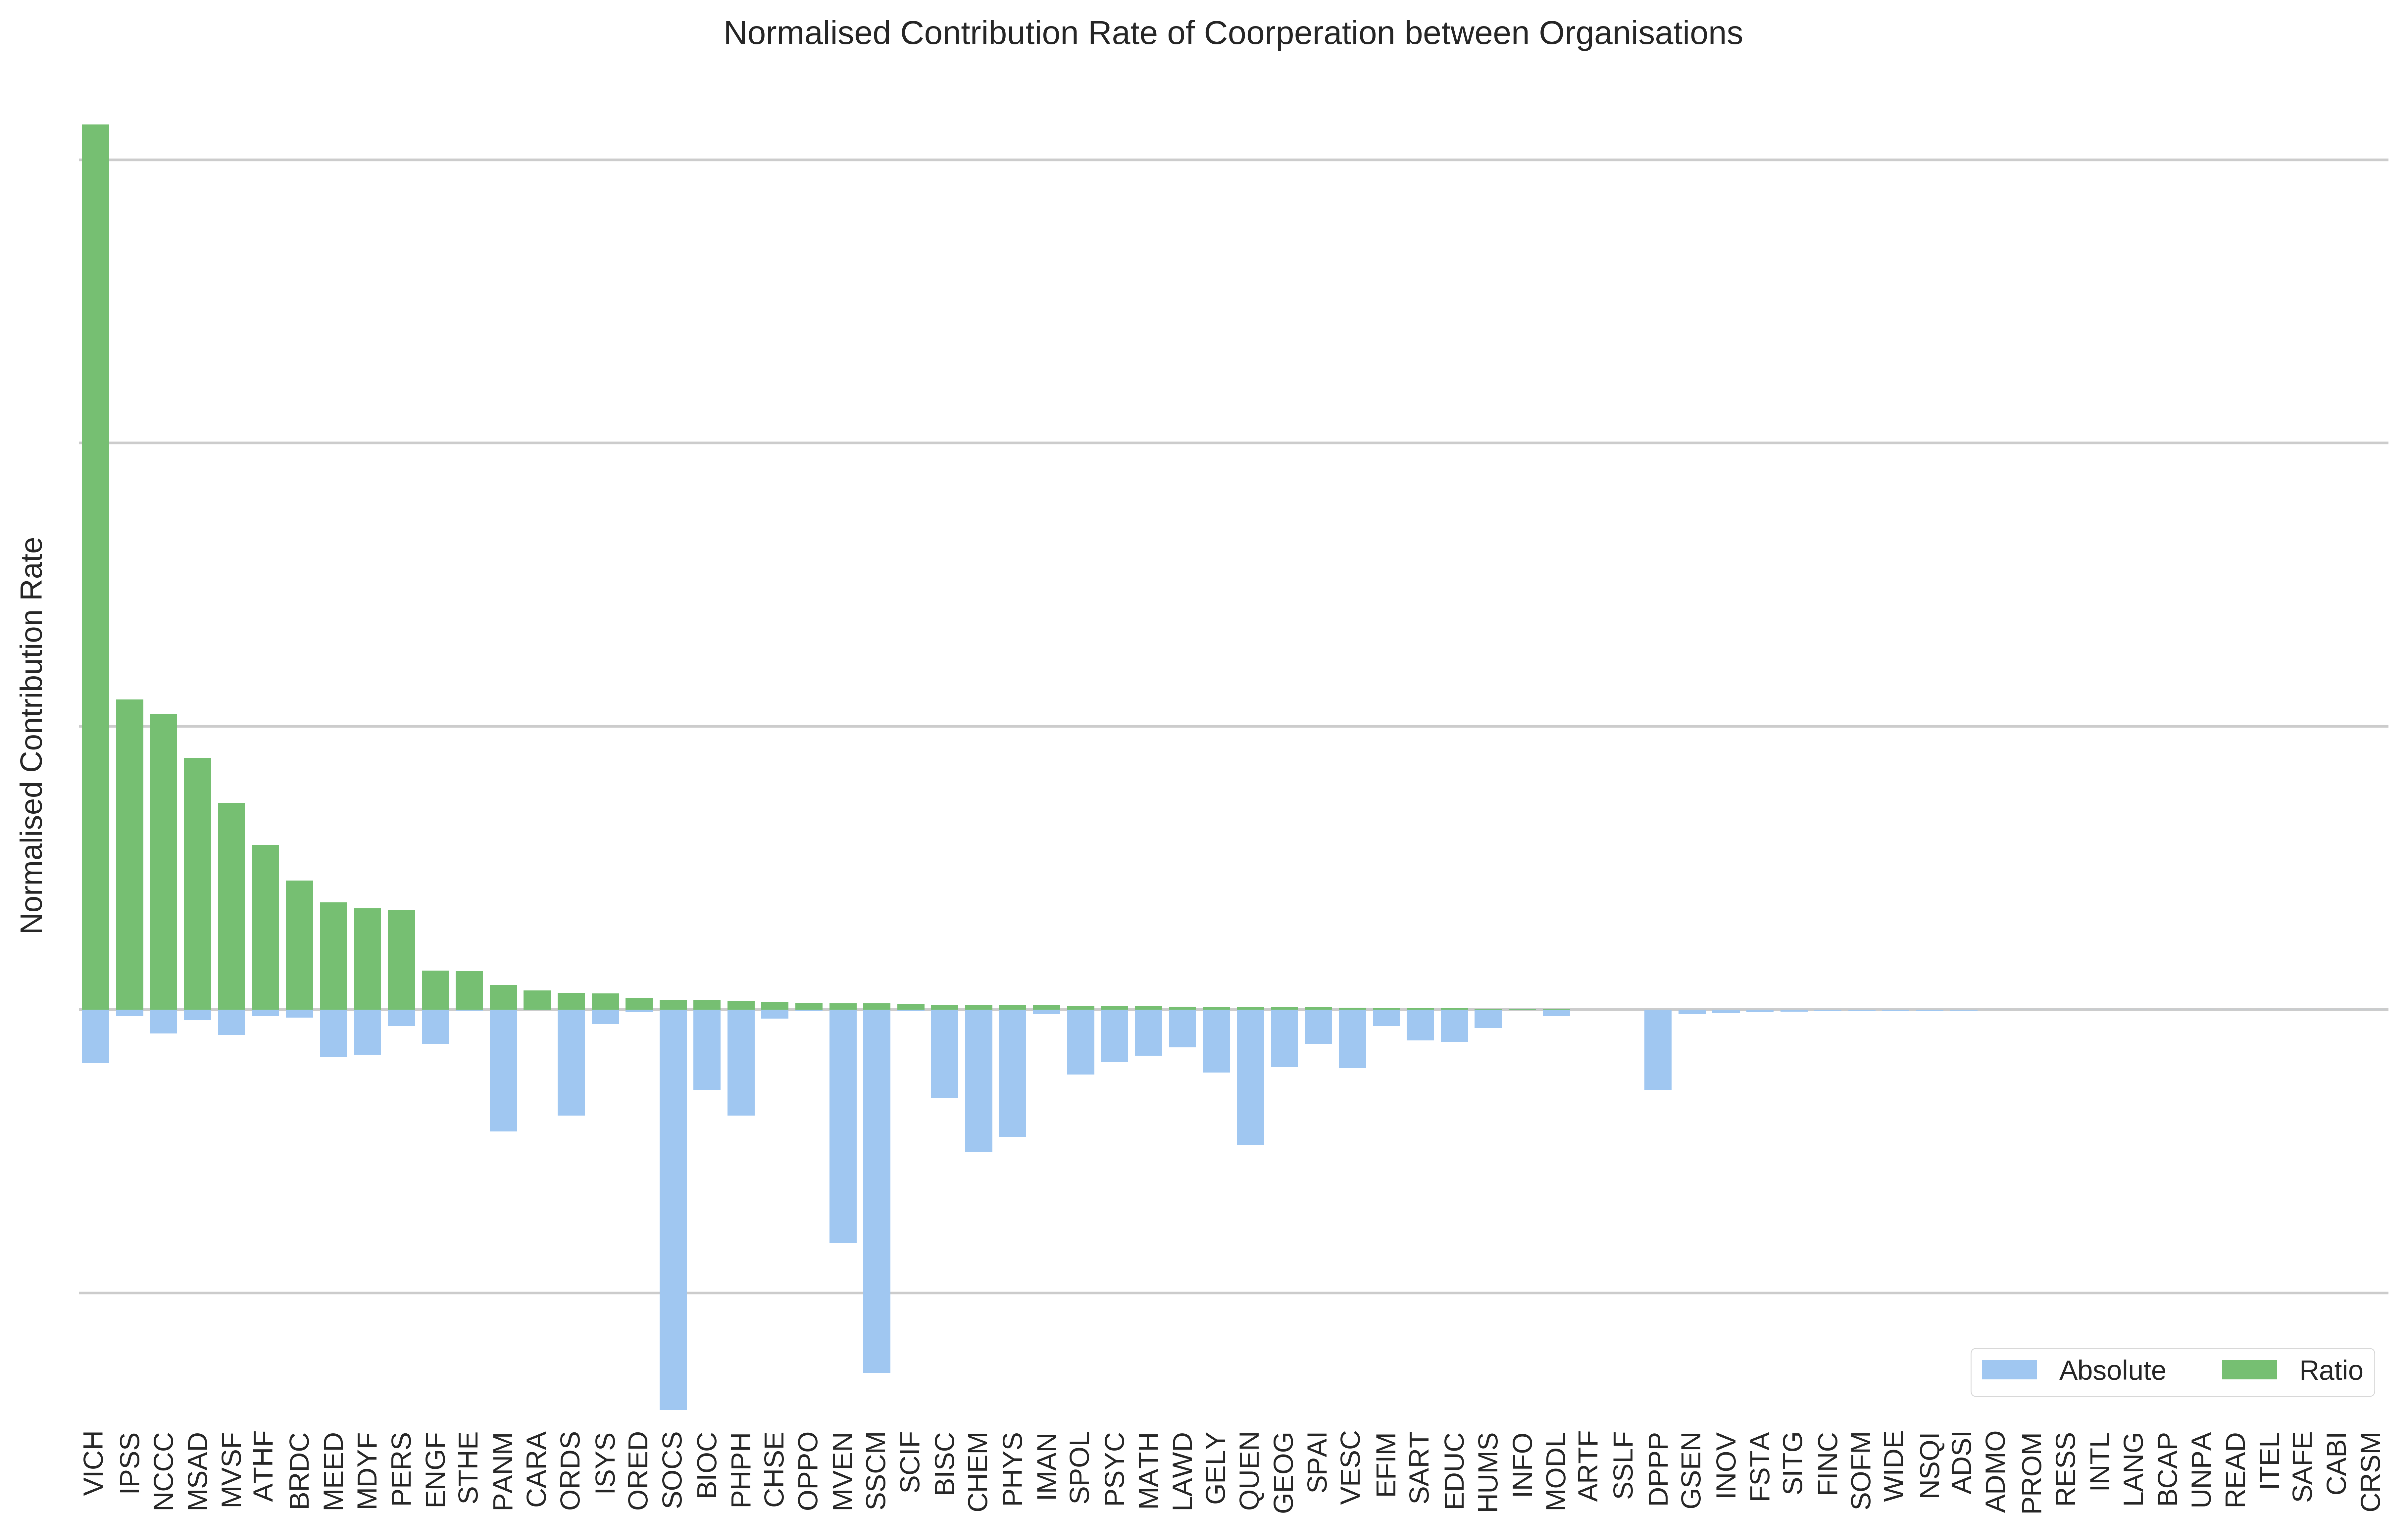 Normalised Contribution Rate of Coorperation between Organisations
Normalised Contribution Rate
Absolute
Ratio
VICH
IPSS
NCCC
MSAD
MVSF
ATHF
BRDC
MEED
MDYF
PERS
ENGF
STHE
PANM
CARA
ORDS
ISYS
ORED
SOCS
BIOC
PHPH
CHSE
OPPO
MVEN
SSCM
SCIF
BISC
CHEM
PHYS
IMAN
SPOL
PSYC
MATH
LAWD
GELY
QUEN
GEOG
SPAI
VESC
EFIM
SART
EDUC
HUMS
INFO
MODL
ARTF
SSLF
DPPP
GSEN
INOV
FSTA
SITG
FINC
SOFM
WIDE
NSQI
ADSI
ADMO
PROM
RESS
INTL
LANG
BCAP
UNPA
READ
ITEL
SAFE
CABI
CRSM